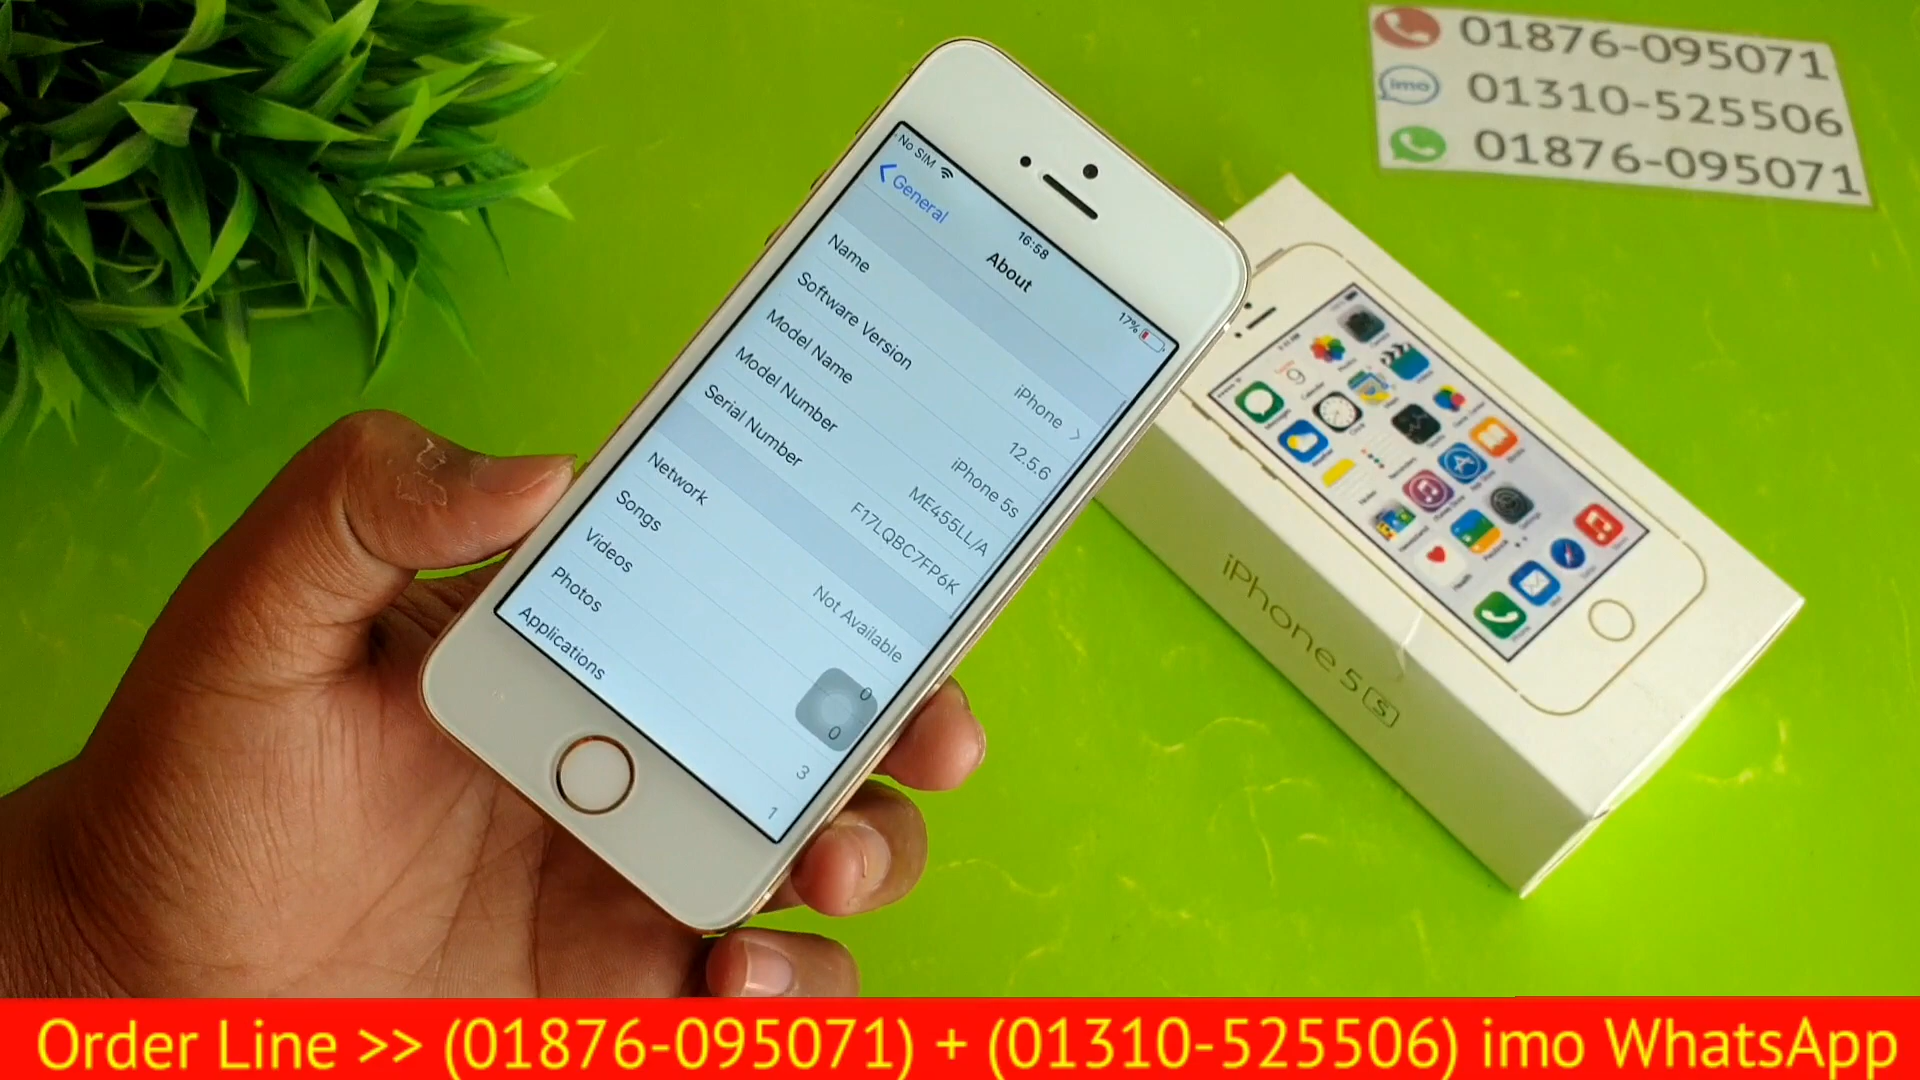 01876-095071
imo 01310-525506
01876-095071
No SIM
16:58
17%
General
About
Name iPhone
Software Version 12.5.6
Model Name iPhone 5s
Model Number ME455LL/A
Serial Number F17LQBC7FP6K
Network Not Available
Songs 0
Videos 0
Photos 3
Applications 1
iPhone 5s
Order Line >> (01876-095071) + (01310-525506) imo WhatsApp